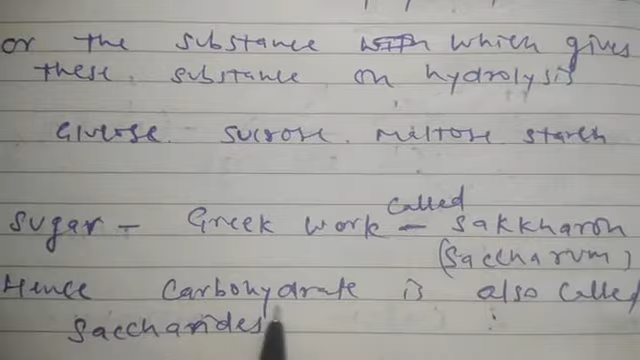 or the substance which gives
these substance on hydrolysis
Glucose. Sucrose. Maltose starch
Sugar - Greek work called - Sakkharon
(Saccharum)
Hence Carbohydrate is also called
Saccharides